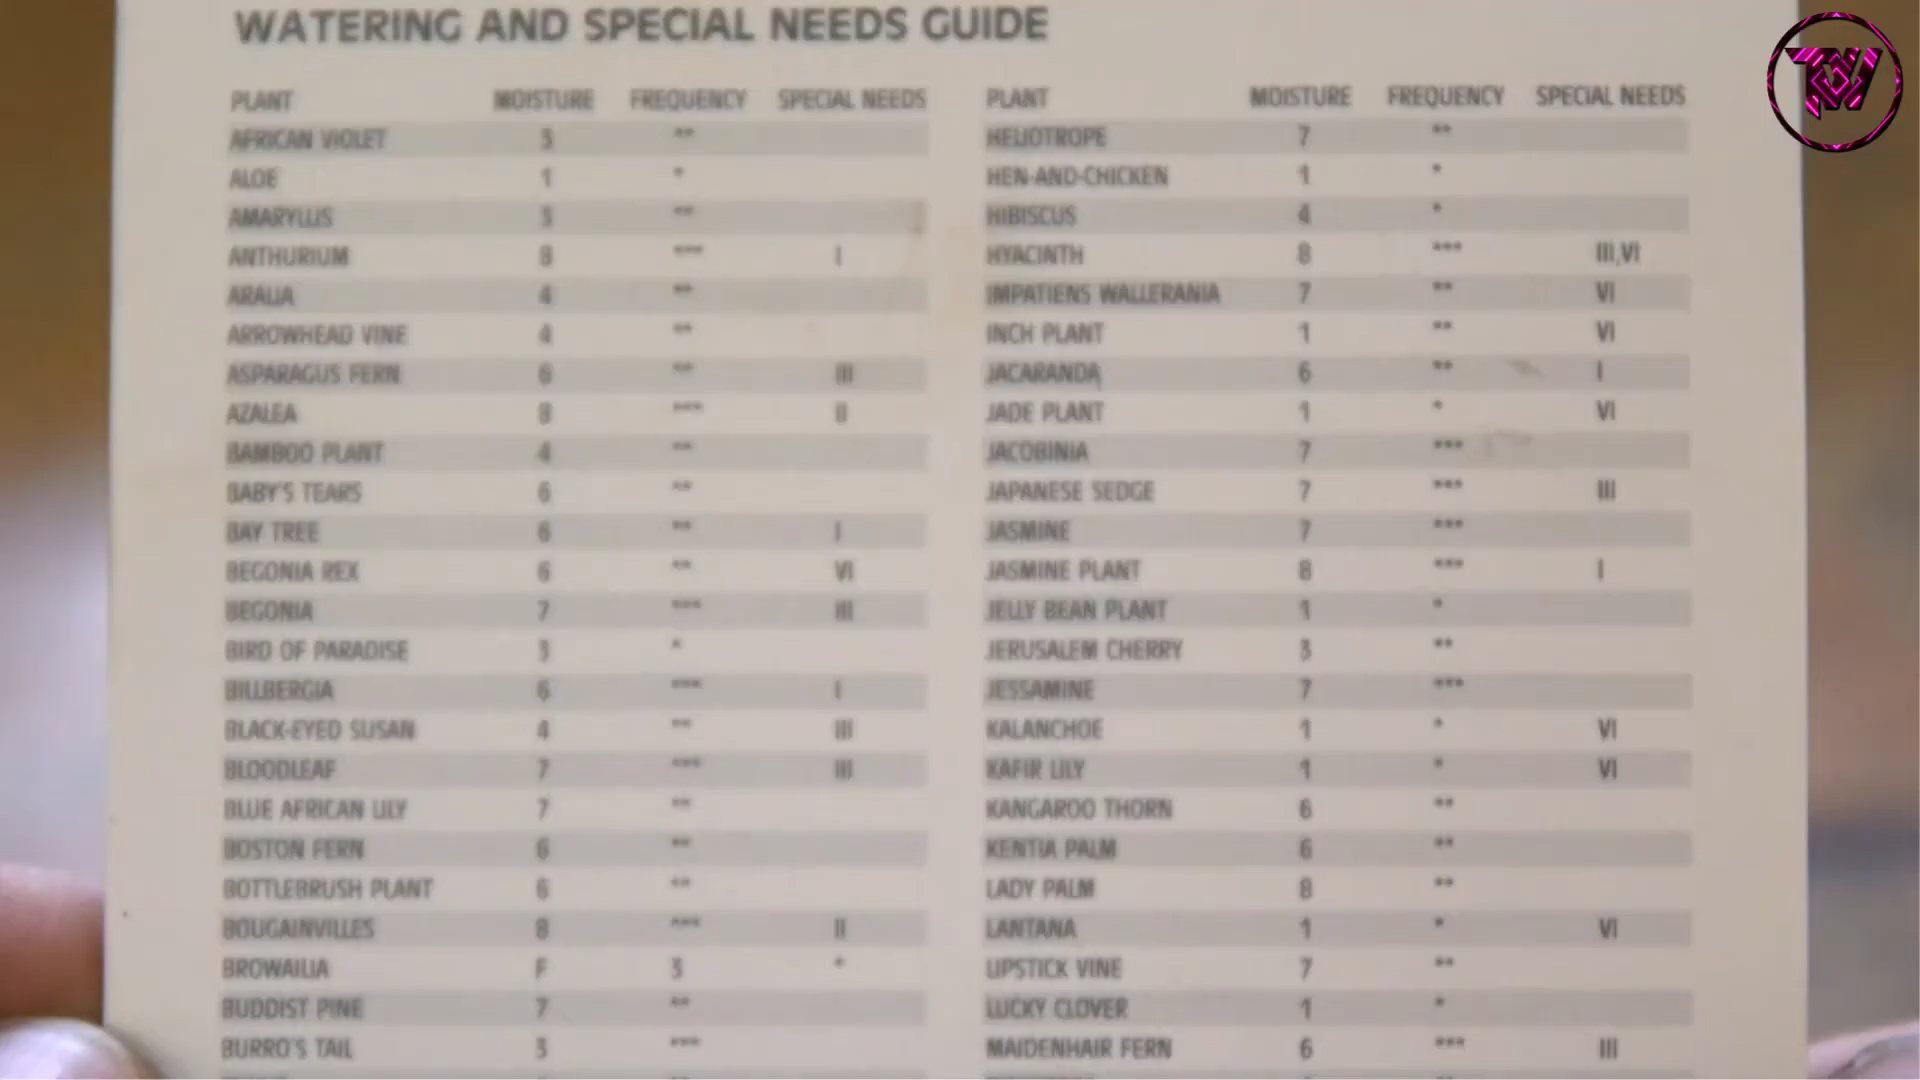 WATERING AND SPECIAL NEEDS GUIDE
PLANT MOISTURE FREQUENCY SPECIAL NEEDS
AFRICAN VIOLET 3 **
ALOE 1 *
AMARYLLIS 3 **
ANTHURIUM 8 *** I
ARALIA 4 **
ARROWHEAD VINE 4 **
ASPARAGUS FERN 6 ** III
AZALEA 8 *** II
BAMBOO PLANT 4 **
BABY'S TEARS 6 **
BAY TREE 6 ** I
BEGONIA REX 6 ** VI
BEGONIA 7 *** III
BIRD OF PARADISE 3 *
BILLBERGIA 6 *** I
BLACK-EYED SUSAN 4 ** III
BLOODLEAF 7 *** III
BLUE AFRICAN LILY 7 **
BOSTON FERN 6 **
BOTTLEBRUSH PLANT 6 **
BOUGAINVILLES 8 *** II
BROWAILIA F 3 *
BUDDIST PINE 7 **
BURRO'S TAIL 3 ***
PLANT MOISTURE FREQUENCY SPECIAL NEEDS
HELIOTROPE 7 **
HEN-AND-CHICKEN 1 *
HIBISCUS 4 *
HYACINTH 8 *** III,VI
IMPATIENS WALLERANIA 7 ** VI
INCH PLANT 1 ** VI
JACARANDA 6 ** I
JADE PLANT 1 * VI
JACOBINIA 7 ***
JAPANESE SEDGE 7 *** III
JASMINE 7 ***
JASMINE PLANT 8 *** I
JELLY BEAN PLANT 1 *
JERUSALEM CHERRY 3 **
JESSAMINE 7 ***
KALANCHOE 1 * VI
KAFIR LILY 1 * VI
KANGAROO THORN 6 **
KENTIA PALM 6 **
LADY PALM 8 **
LANTANA 1 * VI
LIPSTICK VINE 7 **
LUCKY CLOVER 1 *
MAIDENHAIR FERN 6 *** III
TW